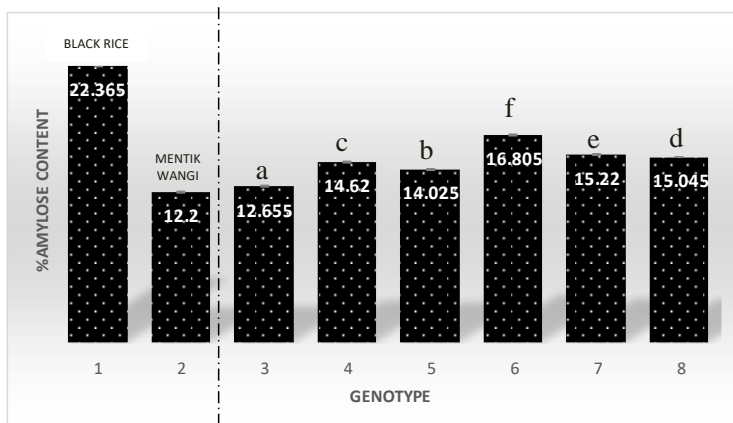 BLACK RICE
22.365
MENTIK
WANGI
12.2
a
12.655
c
14.62
b
14.025
f
16.805
e
15.22
d
15.045
%AMYLOSE CONTENT
1 2 3 4 5 6 7 8
GENOTYPE